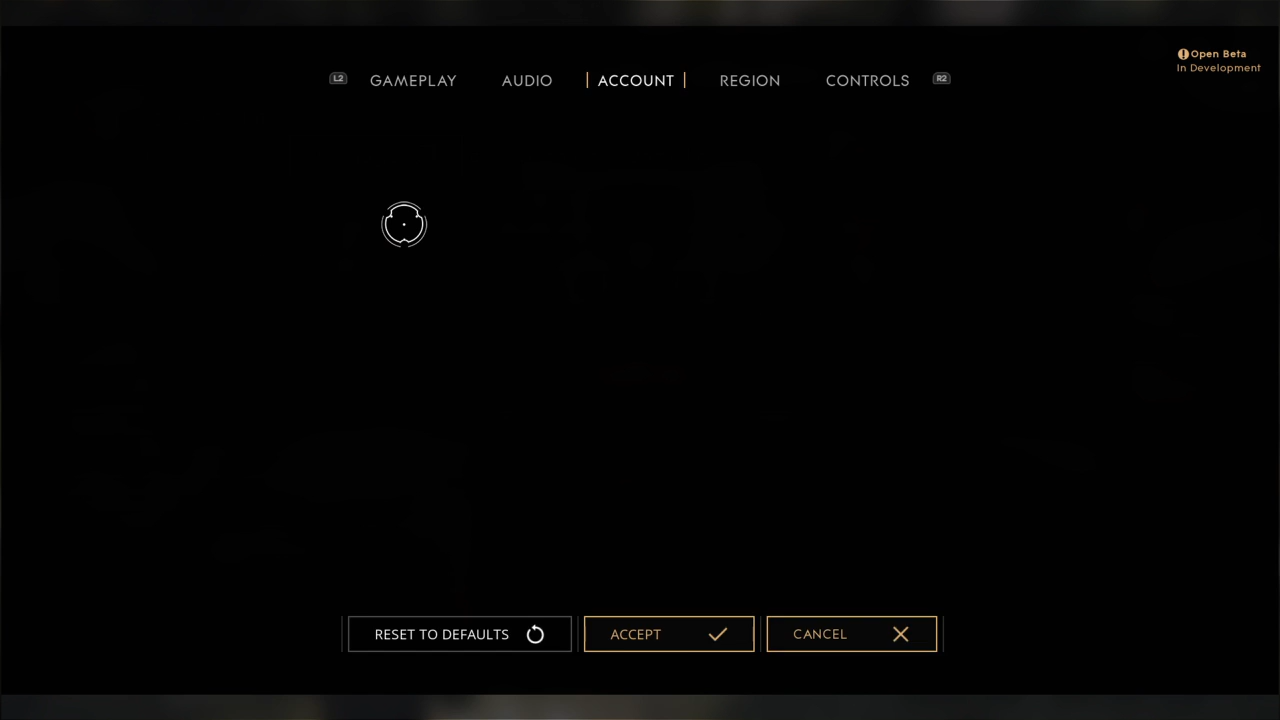 L2 GAMEPLAY AUDIO ACCOUNT REGION CONTROLS R2
Open Beta
In Development
RESET TO DEFAULTS ACCEPT CANCEL